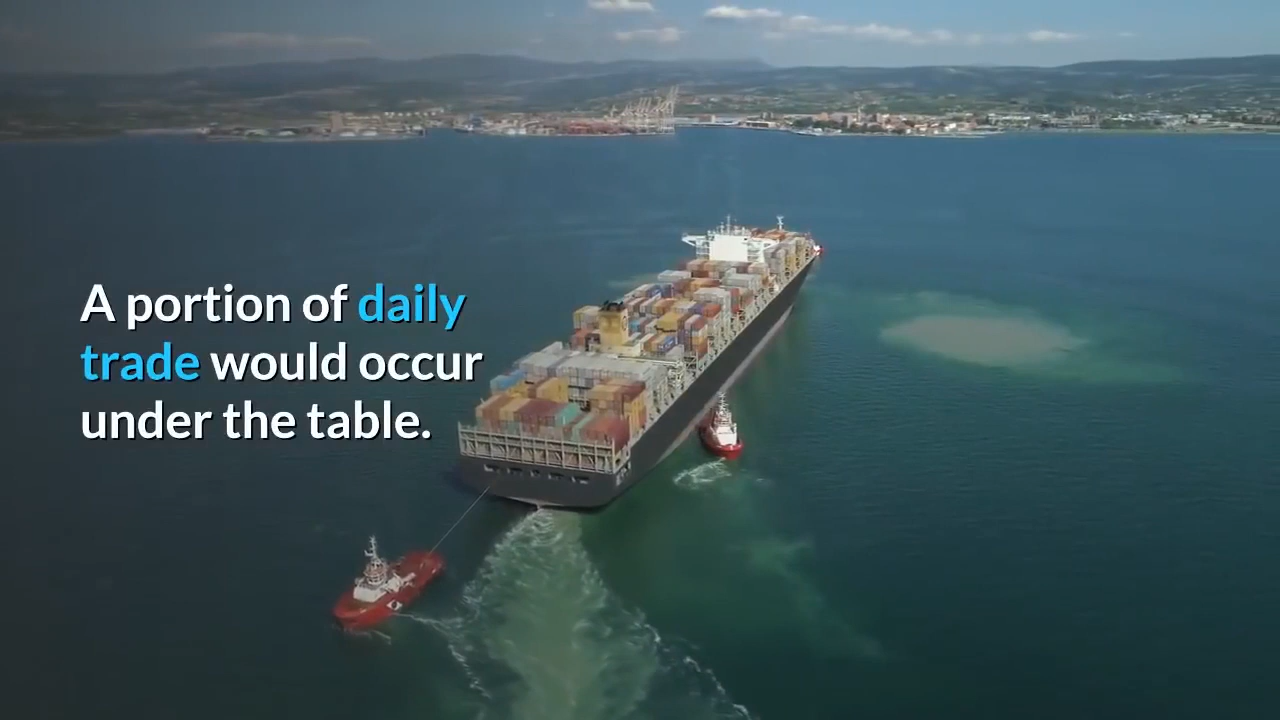 A portion of daily
trade would occur
under the table.